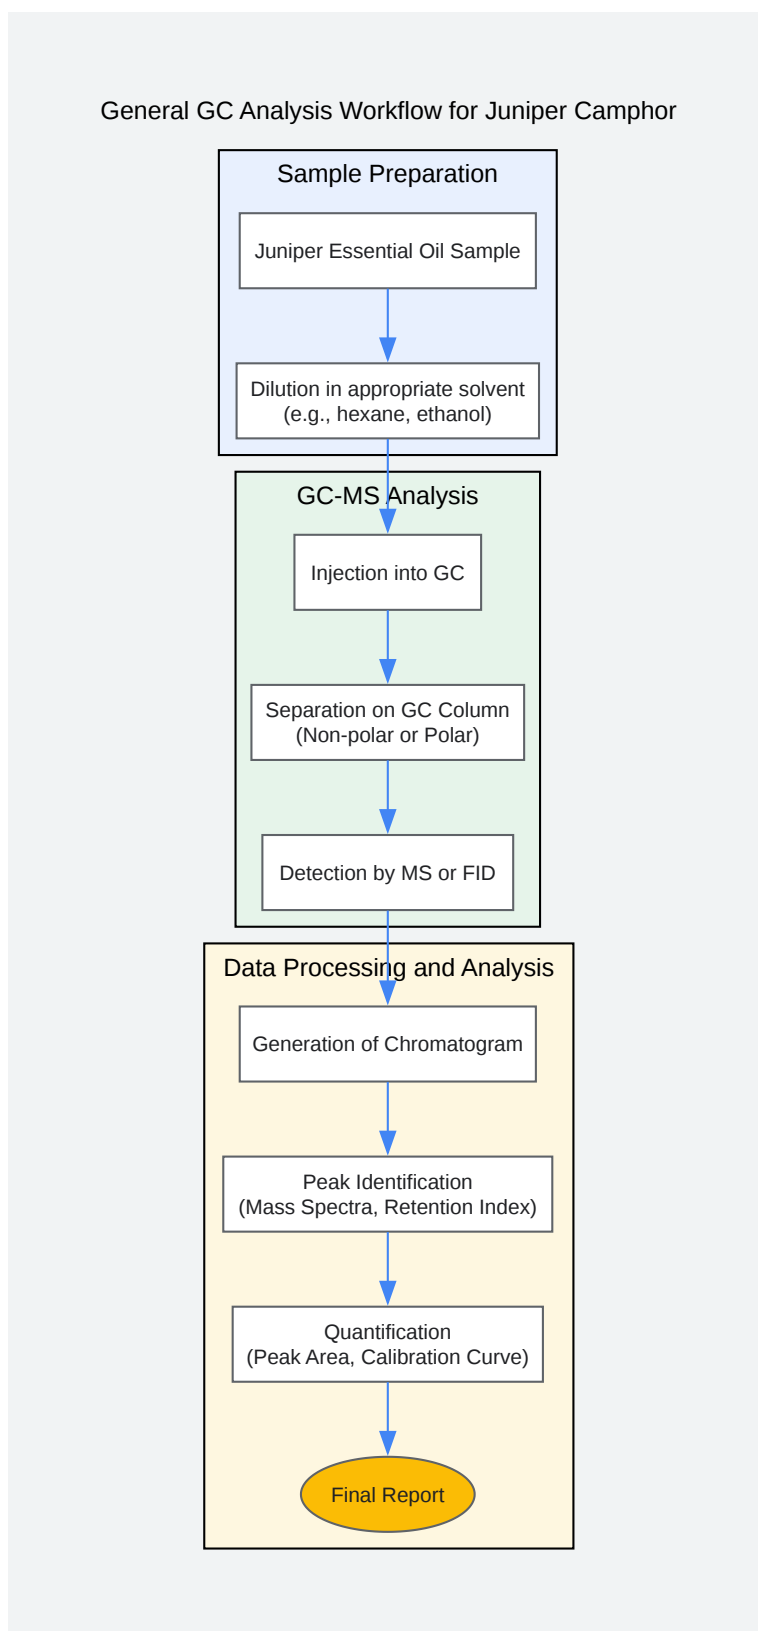 General GC Analysis Workflow for Juniper Camphor
Sample Preparation
Juniper Essential Oil Sample
Dilution in appropriate solvent
(e.g., hexane, ethanol)
GC-MS Analysis
Injection into GC
Separation on GC Column
(Non-polar or Polar)
Detection by MS or FID
Data Processing and Analysis
Generation of Chromatogram
Peak Identification
(Mass Spectra, Retention Index)
Quantification
(Peak Area, Calibration Curve)
Final Report